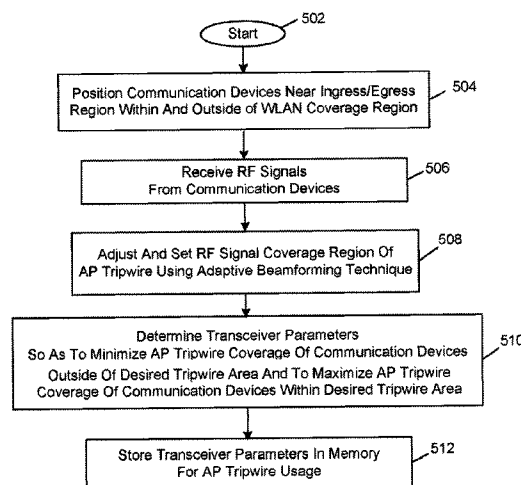 Start
502
Position Communication Devices Near Ingress/Egress
Region Within And Outside of WLAN Coverage Region
504
Receive RF Signals
From Communication Devices
506
Adjust And Set RF Signal Coverage Region Of
AP Tripwire Using Adaptive Beamforming Technique
508
Determine Transceiver Parameters
So As To Minimize AP Tripwire Coverage Of Communication Devices
Outside Of Desired Tripwire Area And To Maximize AP Tripwire
Coverage Of Communication Devices Within Desired Tripwire Area
510
Store Transceiver Parameters In Memory
For AP Tripwire Usage
512